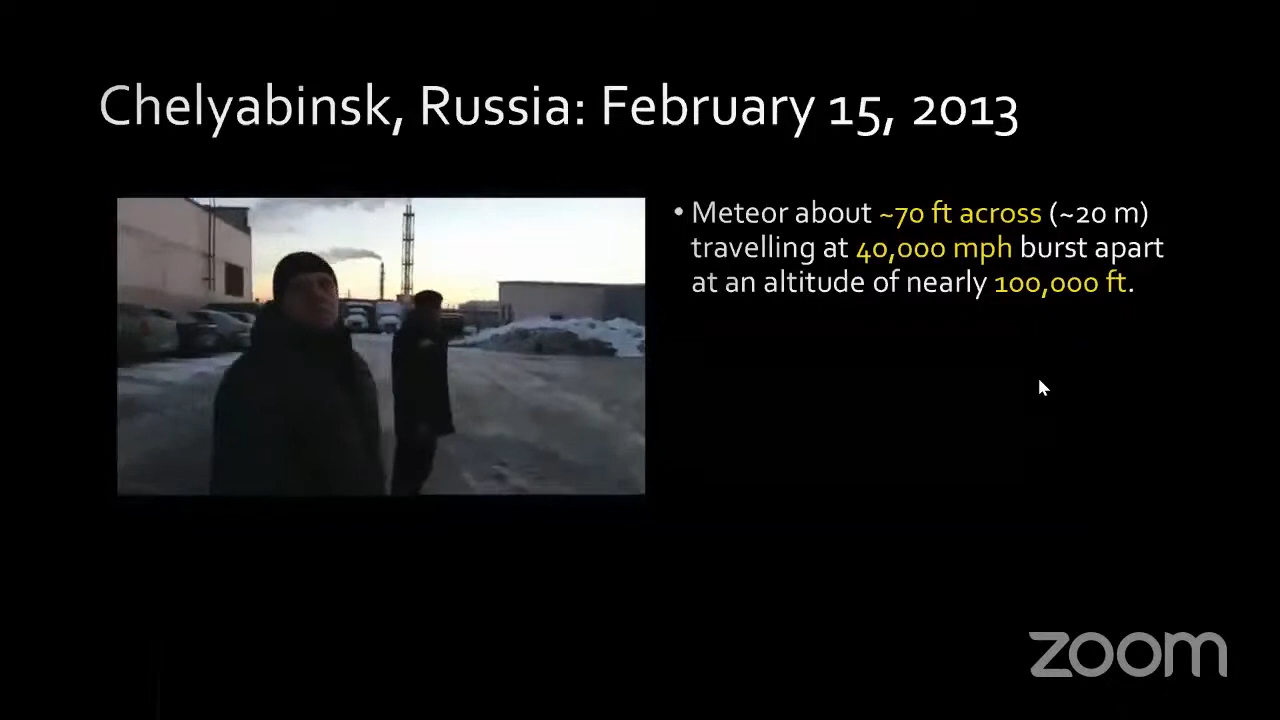 Chelyabinsk, Russia: February 15, 2013
• Meteor about ~70 ft across (~20 m)
travelling at 40,000 mph burst apart
at an altitude of nearly 100,000 ft.
zoom